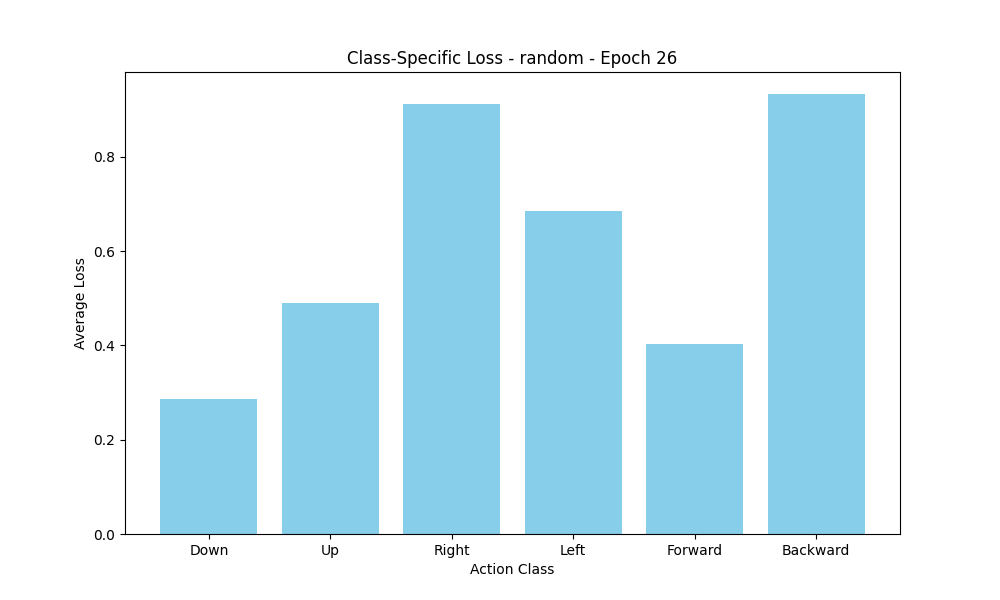 Class-Specific Loss - random - Epoch 26
Average Loss
0.8
0.6
0.4
0.2
0.0
Down Up Right Left Forward Backward
Action Class